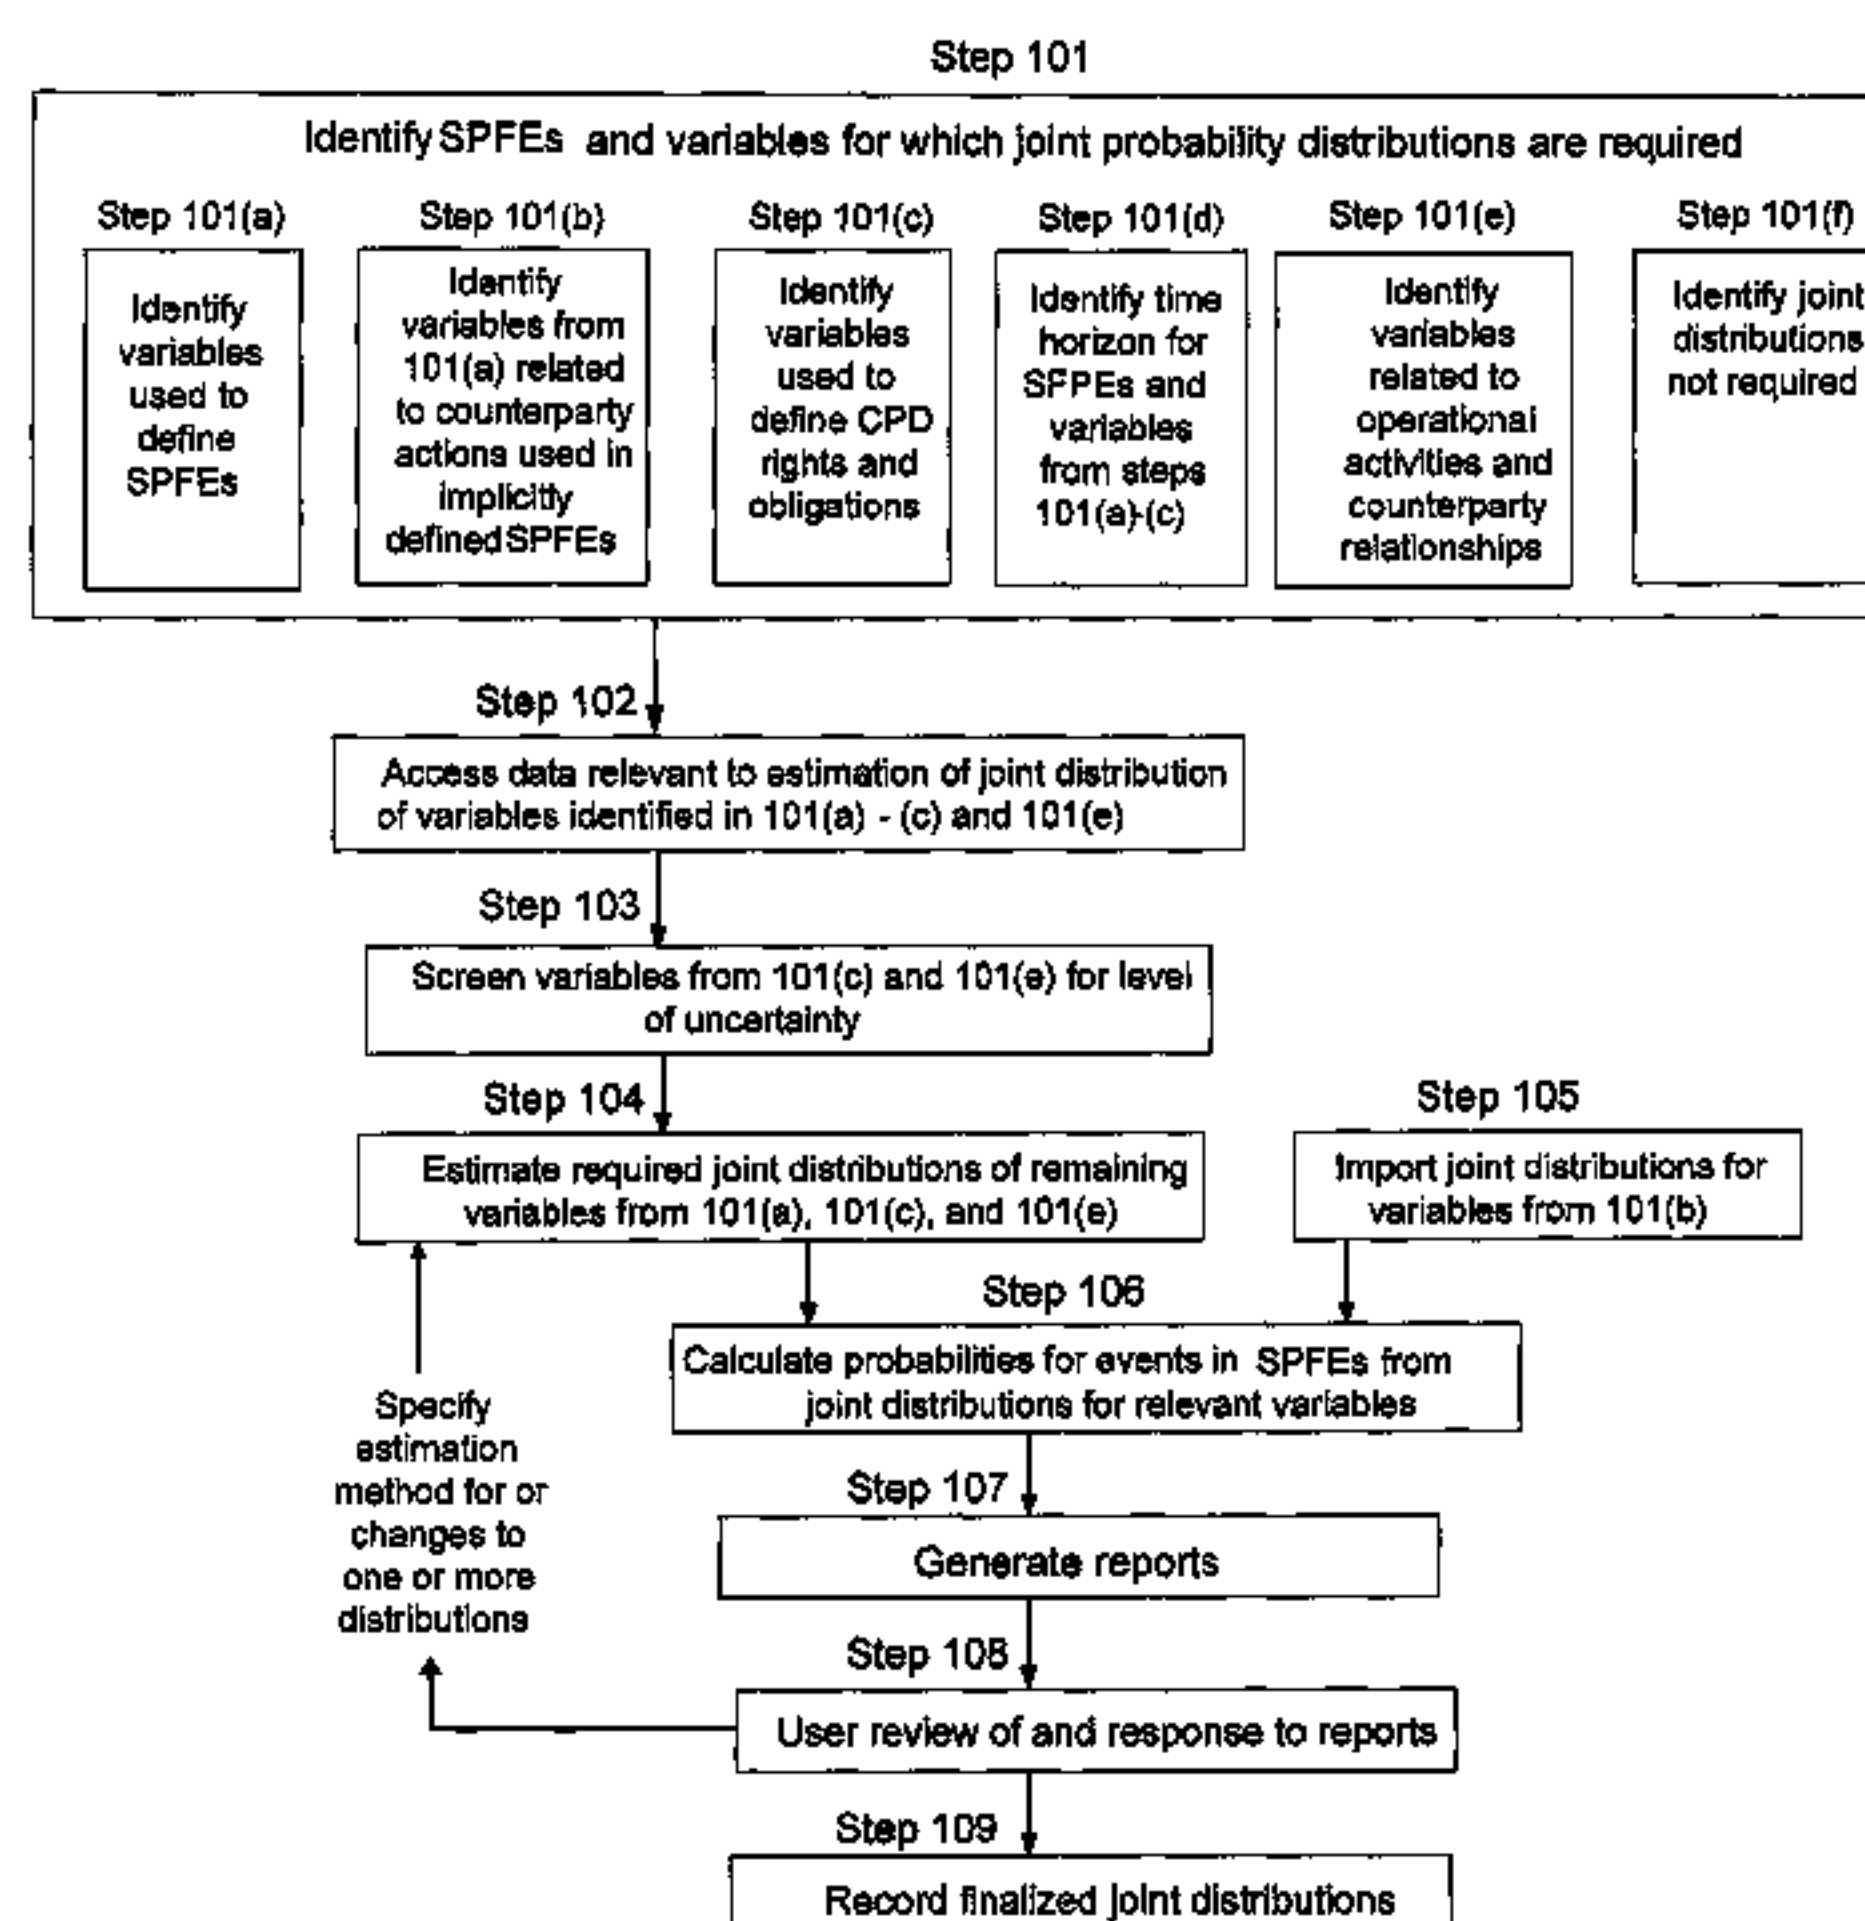 Step 101
Identify SPFEs and variables for which joint probability distributions are required
Step 101(a)
Identify
variables
used to
define
SPFEs
Step 101(b)
Identify
variables from
101(a) related
to counterparty
actions used in
implicitly
defined SPFEs
Step 101(c)
Identify
variables
used to
define CPD
rights and
obligations
Step 101(d)
Identify time
horizon for
SFPEs and
variables
from steps
101(a)-(c)
Step 101(e)
Identify
variables
related to
operational
activities and
counterparty
relationships
Step 101(f)
Identify joint
distributions
not required
Step 102
Access data relevant to estimation of joint distribution
of variables identified in 101(a) - (c) and 101(e)
Step 103
Screen variables from 101(c) and 101(e) for level
of uncertainty
Step 104
Estimate required joint distributions of remaining
variables from 101(a), 101(c), and 101(e)
Step 105
Import joint distributions for
variables from 101(b)
Step 106
Calculate probabilities for events in SPFEs from
joint distributions for relevant variables
Specify
estimation
method for or
changes to
one or more
distributions
Step 107
Generate reports
Step 108
User review of and response to reports
Step 109
Record finalized joint distributions